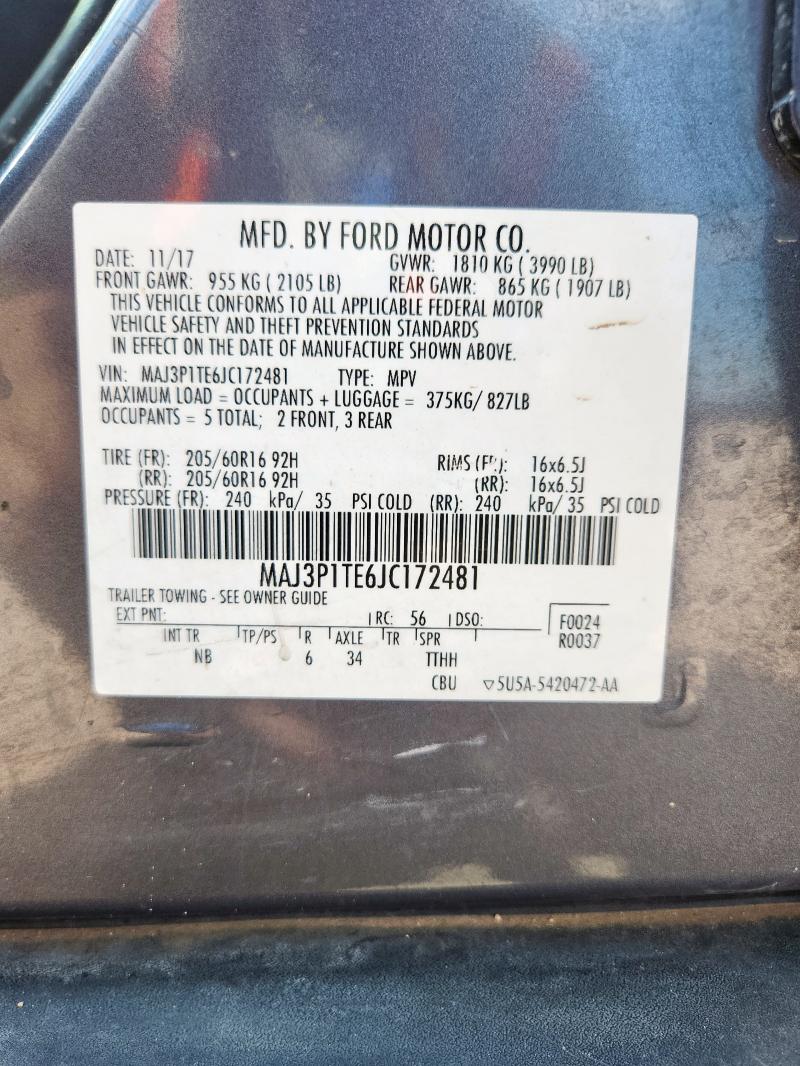 MFD. BY FORD MOTOR CO.
DATE: 11/17 GVWR: 1810 KG ( 3990 LB)
FRONT GAWR: 955 KG ( 2105 LB) REAR GAWR: 865 KG ( 1907 LB)
THIS VEHICLE CONFORMS TO ALL APPLICABLE FEDERAL MOTOR
VEHICLE SAFETY AND THEFT PREVENTION STANDARDS
IN EFFECT ON THE DATE OF MANUFACTURE SHOWN ABOVE.
VIN: MAJ3P1TE6JC172481 TYPE: MPV
MAXIMUM LOAD = OCCUPANTS + LUGGAGE = 375KG/ 827LB
OCCUPANTS = 5 TOTAL; 2 FRONT, 3 REAR
TIRE (FR): 205/60R16 92H RIMS (FR): 16x6.5J
(RR): 205/60R16 92H (RR): 16x6.5J
PRESSURE (FR): 240 kPa/ 35 PSI COLD (RR): 240 kPa/ 35 PSI COLD
MAJ3P1TE6JC172481
TRAILER TOWING - SEE OWNER GUIDE
EXT PNT: RC: 56 DSO: F0024
INT TR TP/PS R AXLE TR SPR R0037
NB 6 34 TTHH
CBU ▽5U5A-5420472-AA